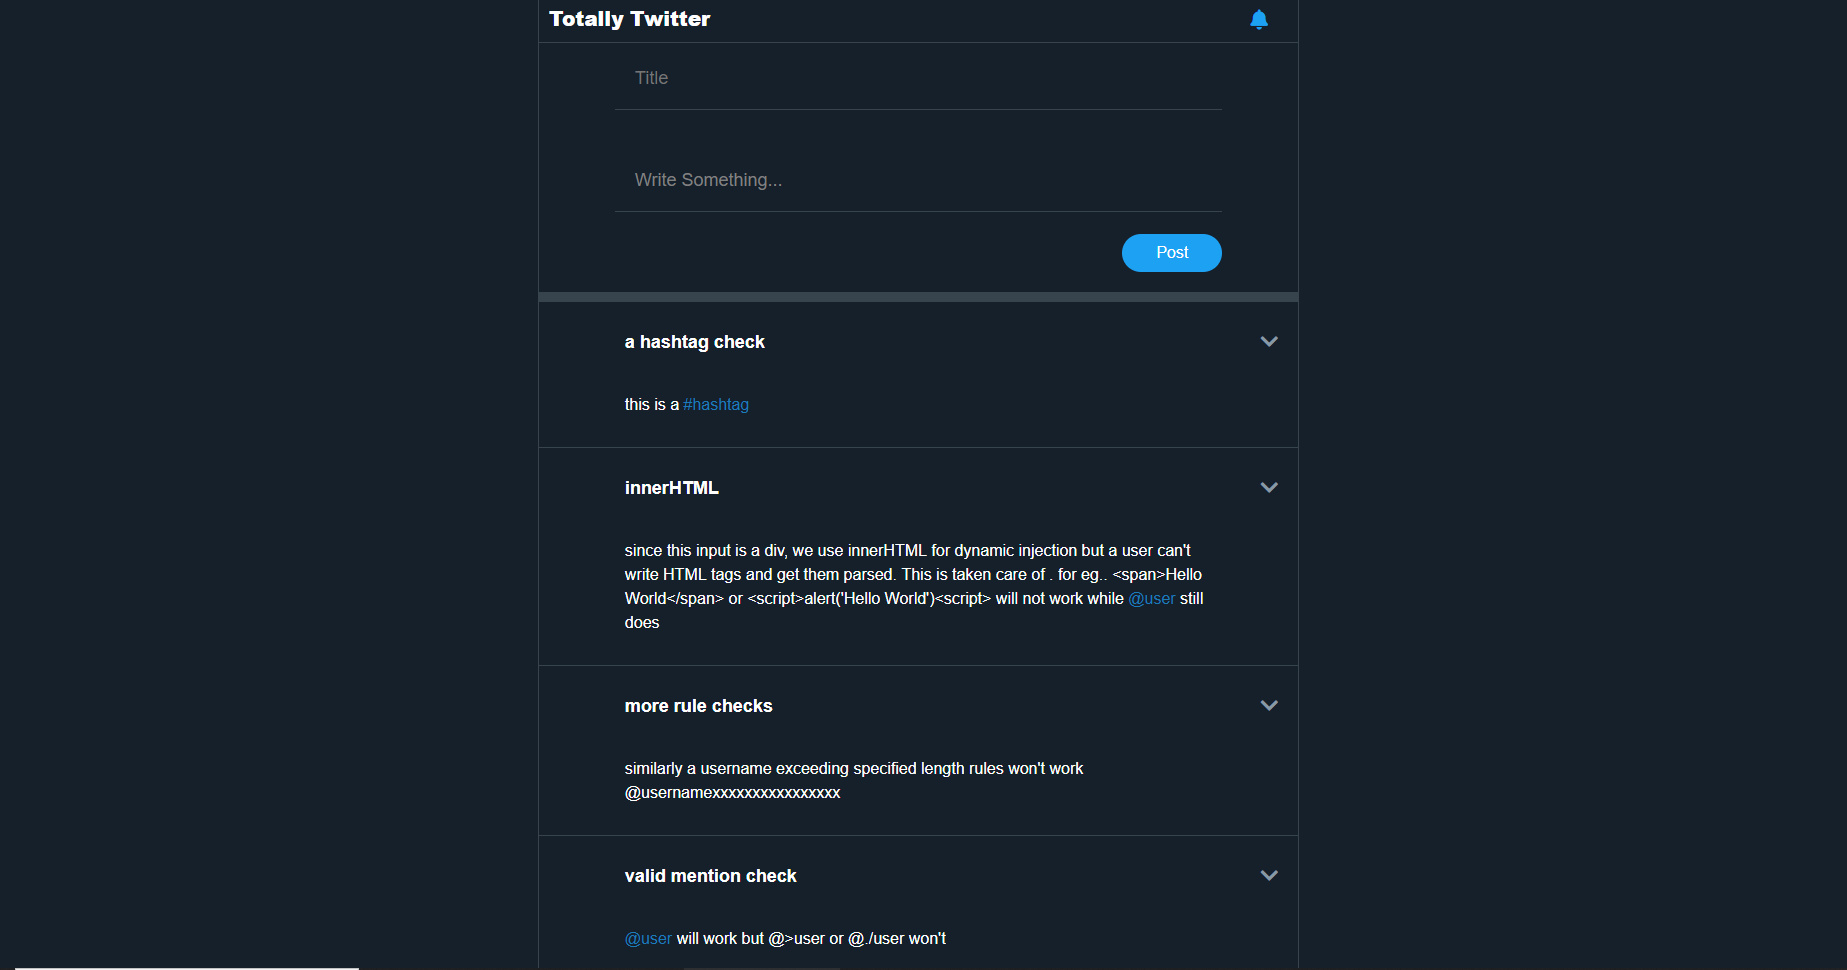 Totally Twitter
Title
Write Something...
Post
a hashtag check
this is a #hashtag
innerHTML
since this input is a div, we use innerHTML for dynamic injection but a user can't
write HTML tags and get them parsed. This is taken care of . for eg.. <span>Hello
World</span> or <script>alert('Hello World')<script> will not work while @user still
does
more rule checks
similarly a username exceeding specified length rules won't work
@usernamexxxxxxxxxxxxxxxx
valid mention check
@user will work but @>user or @./user won't